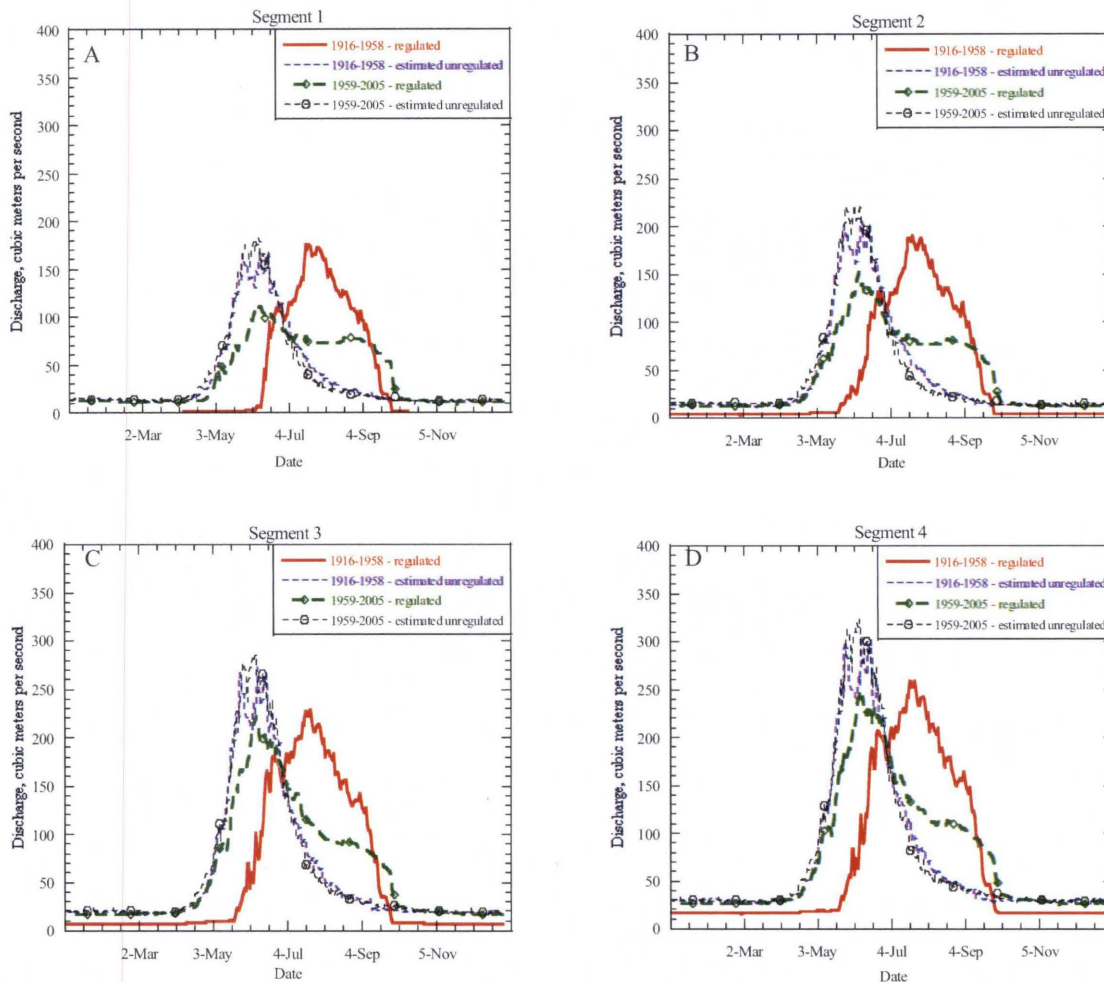 Segment 1
A
1916-1958 - regulated
1916-1958 - estimated unregulated
1959-2005 - regulated
1959-2005 - estimated unregulated
400
350
300
250
200
150
100
50
0
Discharge, cubic meters per second
2-Mar 3-May 4-Jul 4-Sep 5-Nov
Date
Segment 2
B
1916-1958 - regulated
1916-1958 - estimated unregulated
1959-2005 - regulated
1959-2005 - estimated unregulated
400
350
300
250
200
150
100
50
0
Discharge, cubic meters per second
2-Mar 3-May 4-Jul 4-Sep 5-Nov
Date
Segment 3
C
1916-1958 - regulated
1916-1958 - estimated unregulated
1959-2005 - regulated
1959-2005 - estimated unregulated
400
350
300
250
200
150
100
50
0
Discharge, cubic meters per second
2-Mar 3-May 4-Jul 4-Sep 5-Nov
Date
Segment 4
D
1916-1958 - regulated
1916-1958 - estimated unregulated
1959-2005 - regulated
1959-2005 - estimated unregulated
400
350
300
250
200
150
100
50
0
Discharge, cubic meters per second
2-Mar 3-May 4-Jul 4-Sep 5-Nov
Date